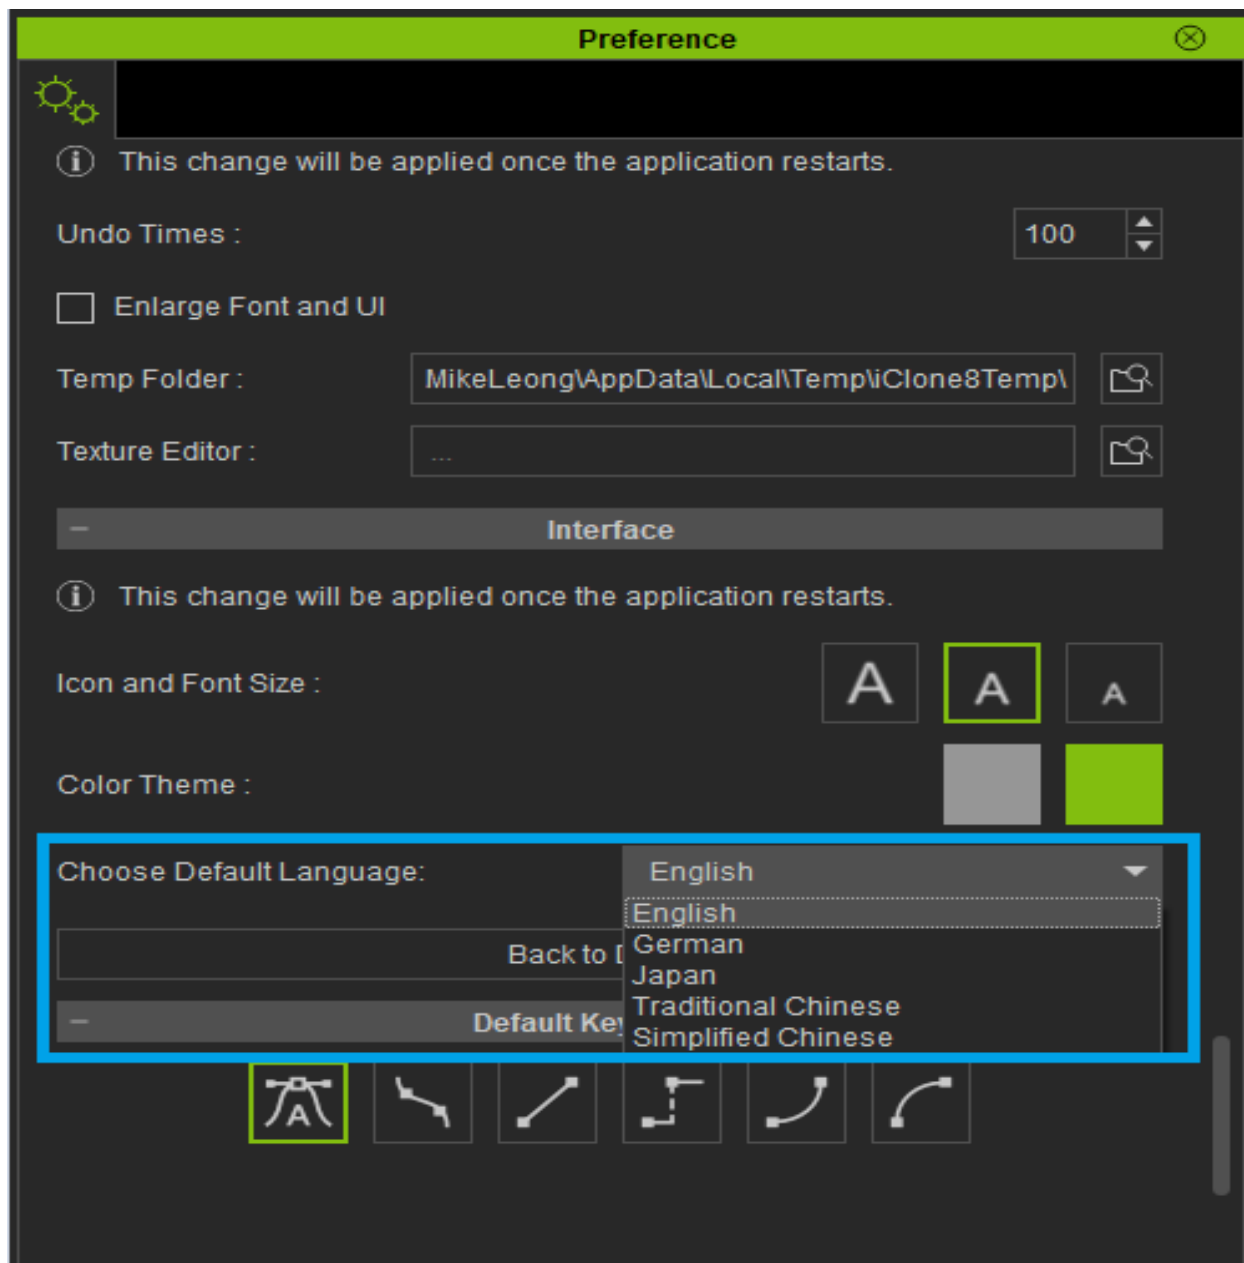 Preference
This change will be applied once the application restarts.
Undo Times : 100
Enlarge Font and UI
Temp Folder : MikeLeong\AppData\Local\Temp\iClone8Temp\
Texture Editor : ...
Interface
This change will be applied once the application restarts.
Icon and Font Size : A A A
Color Theme :
Choose Default Language: English
English
German
Back to
Japan
Traditional Chinese
Default Key
Simplified Chinese
A